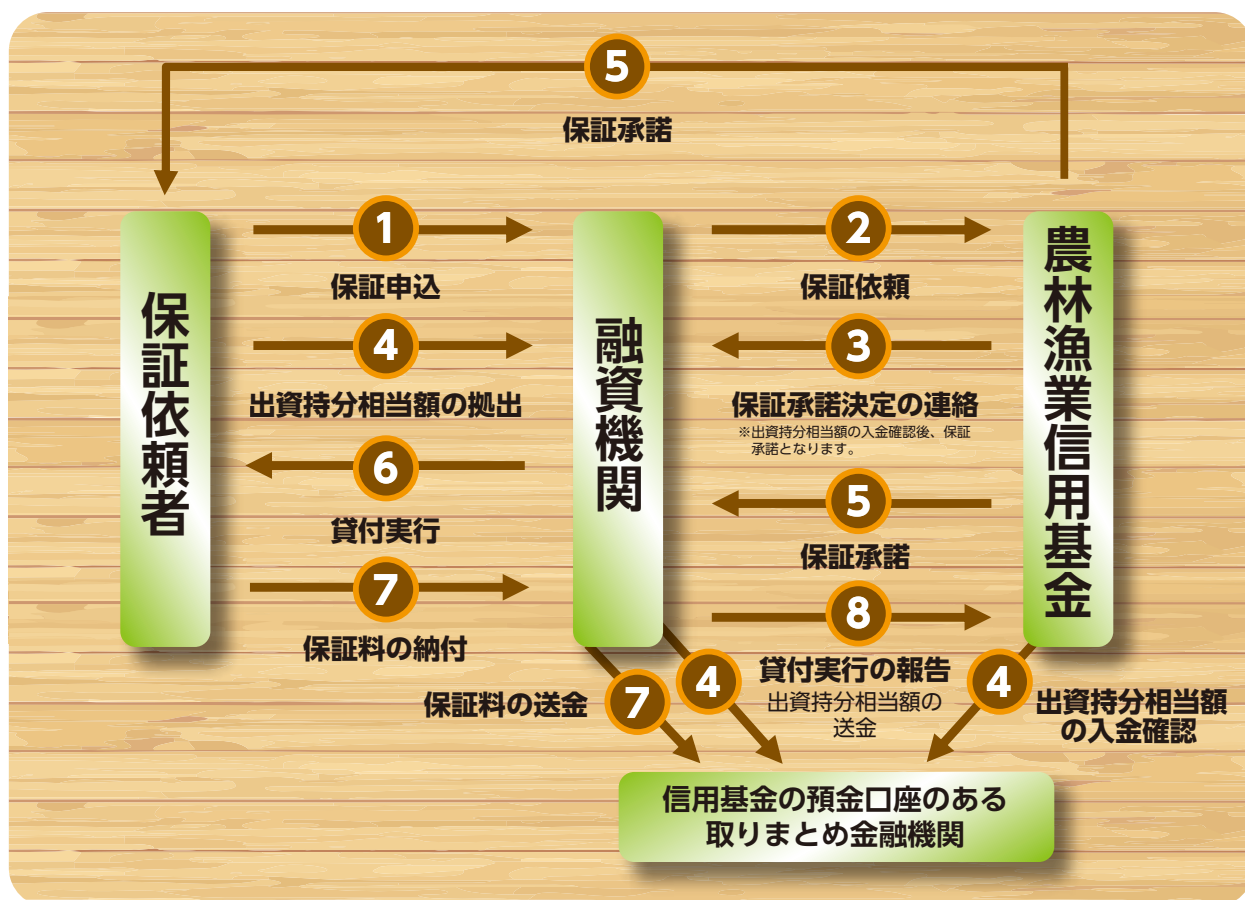 5
保証承諾
保証依頼者
融資機関
農林漁業信用基金
1
保証申込
2
保証依頼
4
出資持分相当額の拠出
3
保証承諾決定の連絡
※出資持分相当額の入金確認後、保証
承諾となります。
6
貸付実行
5
保証承諾
7
保証料の納付
8
貸付実行の報告
保証料の送金
7
4
出資持分相当額の
送金
4
出資持分相当額
の入金確認
信用基金の預金口座のある
取りまとめ金融機関